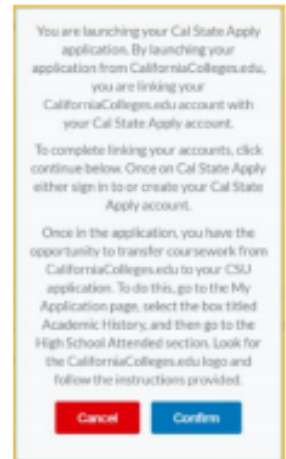 You are launching your Cal State Apply
application. By launching your
application from CaliforniaColleges.edu,
you are linking your
CaliforniaColleges.edu account with
your Cal State Apply account.
To complete linking your accounts, click
continue below. Once on Cal State Apply
either sign in to or create your Cal State
Apply account.
Once in the application, you have the
opportunity to transfer coursework from
CaliforniaColleges.edu to your CSU
application. To do this, go to the My
Application page, select the box titled
Academic History, and then go to the
High School Attended section. Look for
the CaliforniaColleges.edu logo and
follow the instructions provided.
Cancel Confirm